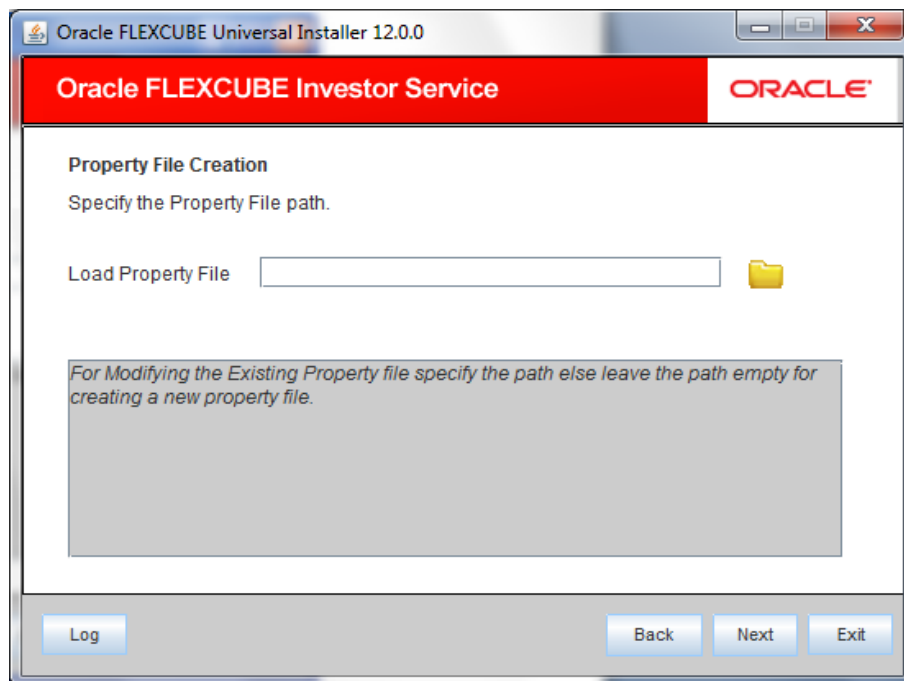 Oracle FLEXCUBE Universal Installer 12.0.0
Oracle FLEXCUBE Investor Service
ORACLE®
Property File Creation
Specify the Property File path.
Load Property File
For Modifying the Existing Property file specify the path else leave the path empty for
creating a new property file.
Log
Back
Next
Exit